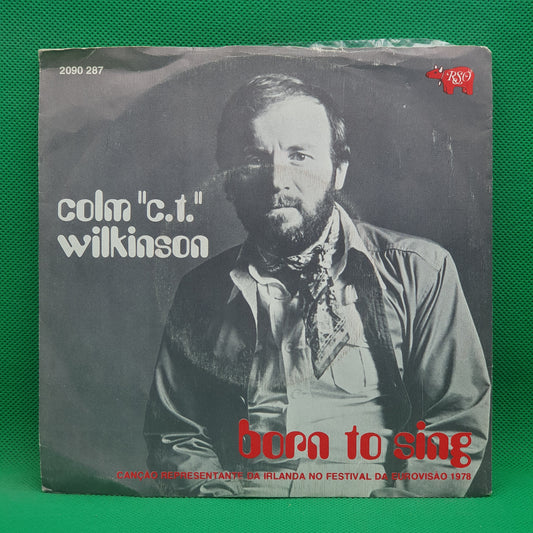 2090 287
RSO
colm "c.t."
wilkinson
born to sing
CANÇÃO REPRESENTANTE DA IRLANDA NO FESTIVAL DA EUROVISÃO 1978